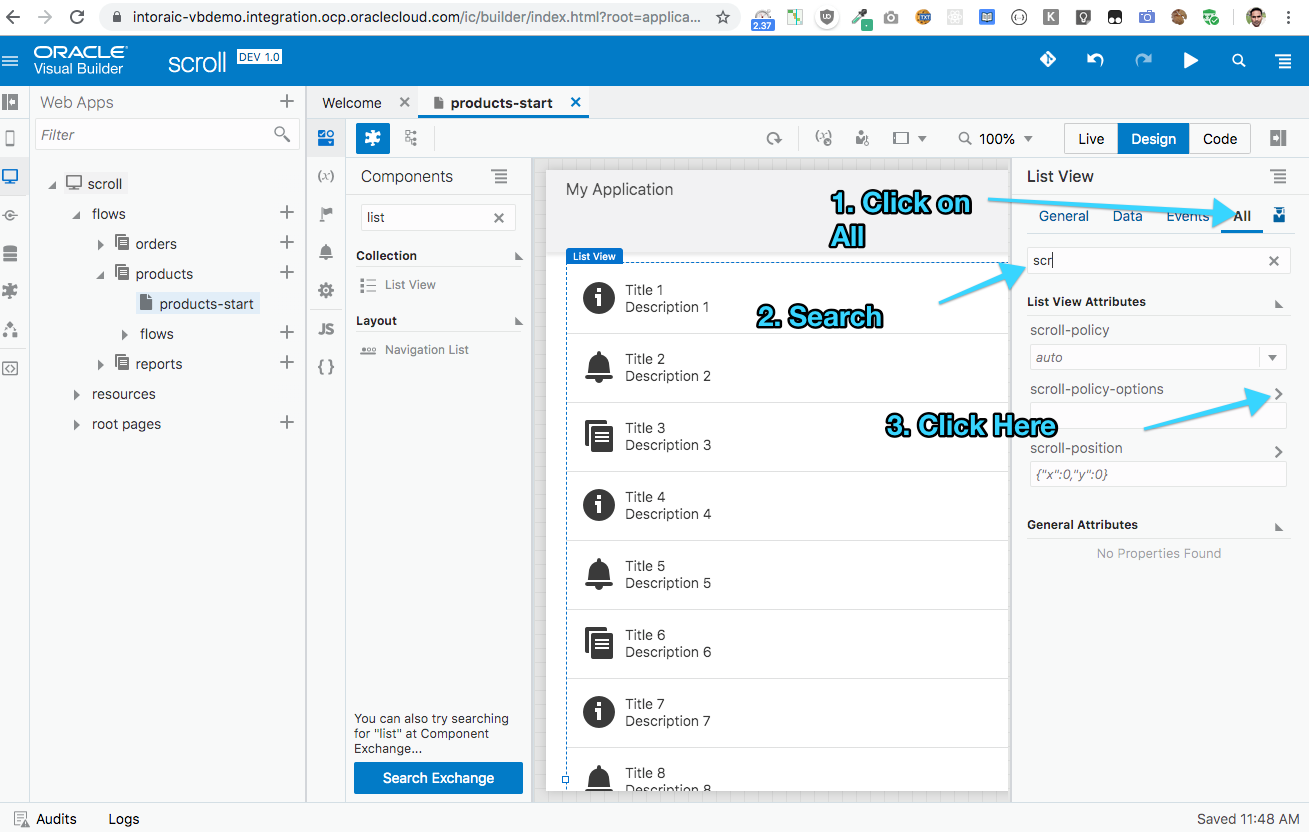 intoraic-vbdemo.integration.ocp.oraclecloud.com/ic/builder/index.html?root=applica...
2.37
ORACLE
Visual Builder
scroll
DEV 1.0
Web Apps
Filter
scroll
flows
orders
products
products-start
flows
reports
resources
root pages
Welcome
products-start
100%
Live
Design
Code
(x)
JS
{ }
Components
list
Collection
List View
Layout
Navigation List
You can also try searching
for "list" at Component
Exchange...
Search Exchange
My Application
List View
Title 1
Description 1
Title 2
Description 2
Title 3
Description 3
Title 4
Description 4
Title 5
Description 5
Title 6
Description 6
Title 7
Description 7
Title 8
Description 8
1. Click on
All
2. Search
3. Click Here
List View
General
Data
Events
All
scr
List View Attributes
scroll-policy
auto
scroll-policy-options
scroll-position
{"x":0,"y":0}
General Attributes
No Properties Found
Audits
Logs
Saved 11:48 AM